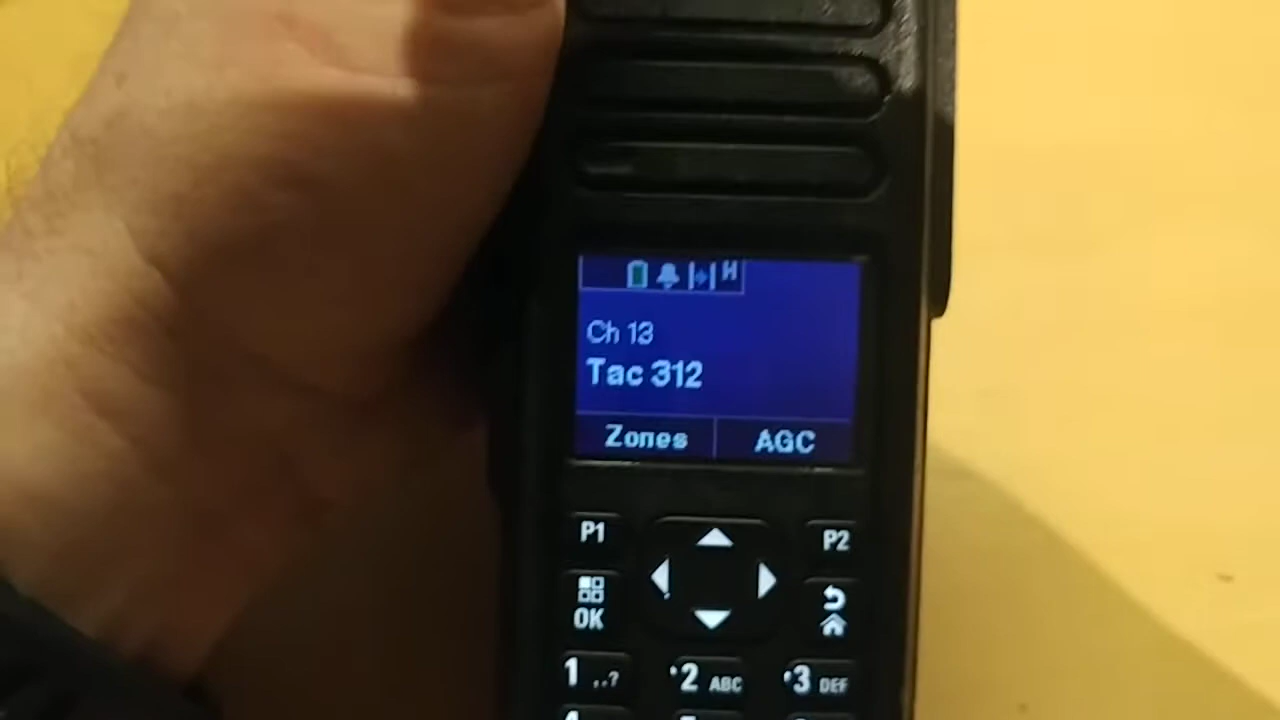 H
Ch 13
Tac 312
Zones AGC
P1 P2
OK
1 ..? 2 ABC 3 DEF